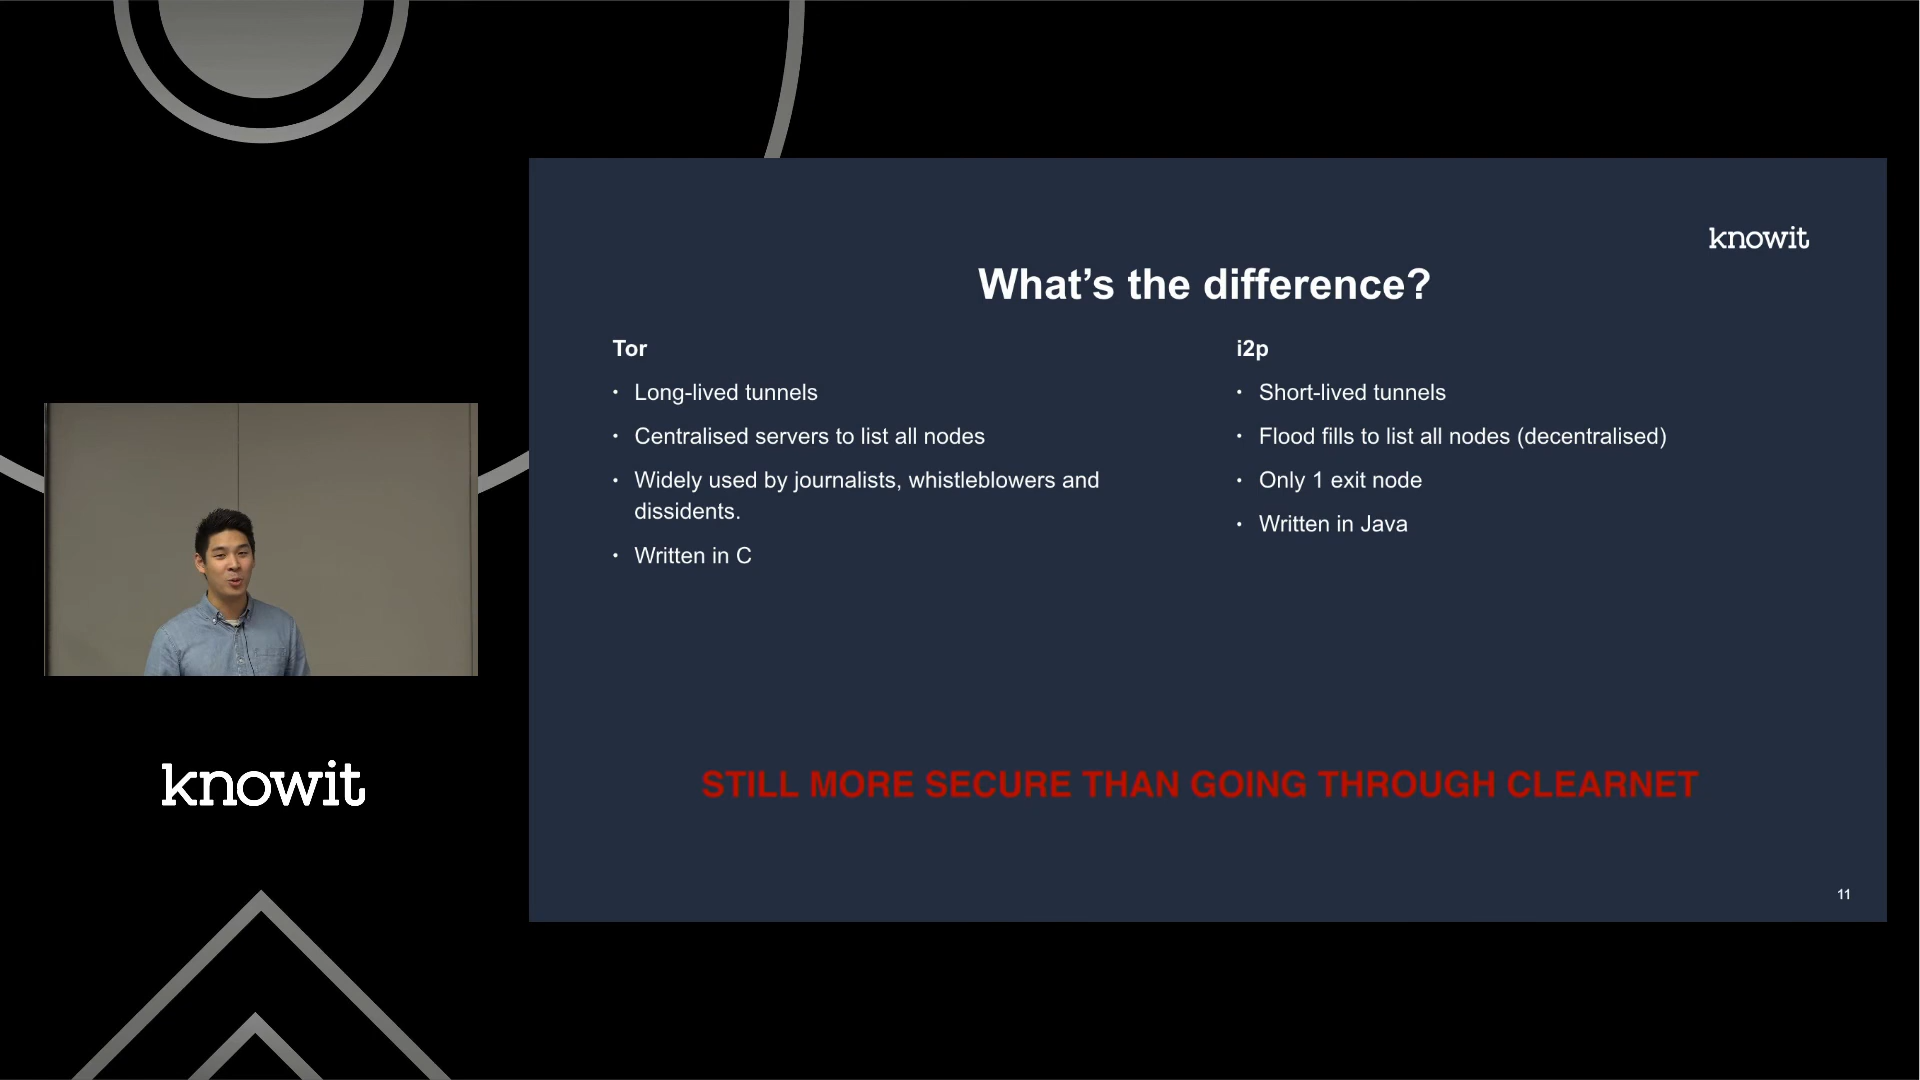 knowit
What's the difference?
Tor
• Long-lived tunnels
• Centralised servers to list all nodes
• Widely used by journalists, whistleblowers and
dissidents.
• Written in C
i2p
• Short-lived tunnels
• Flood fills to list all nodes (decentralised)
• Only 1 exit node
• Written in Java
STILL MORE SECURE THAN GOING THROUGH CLEARNET
11
knowit